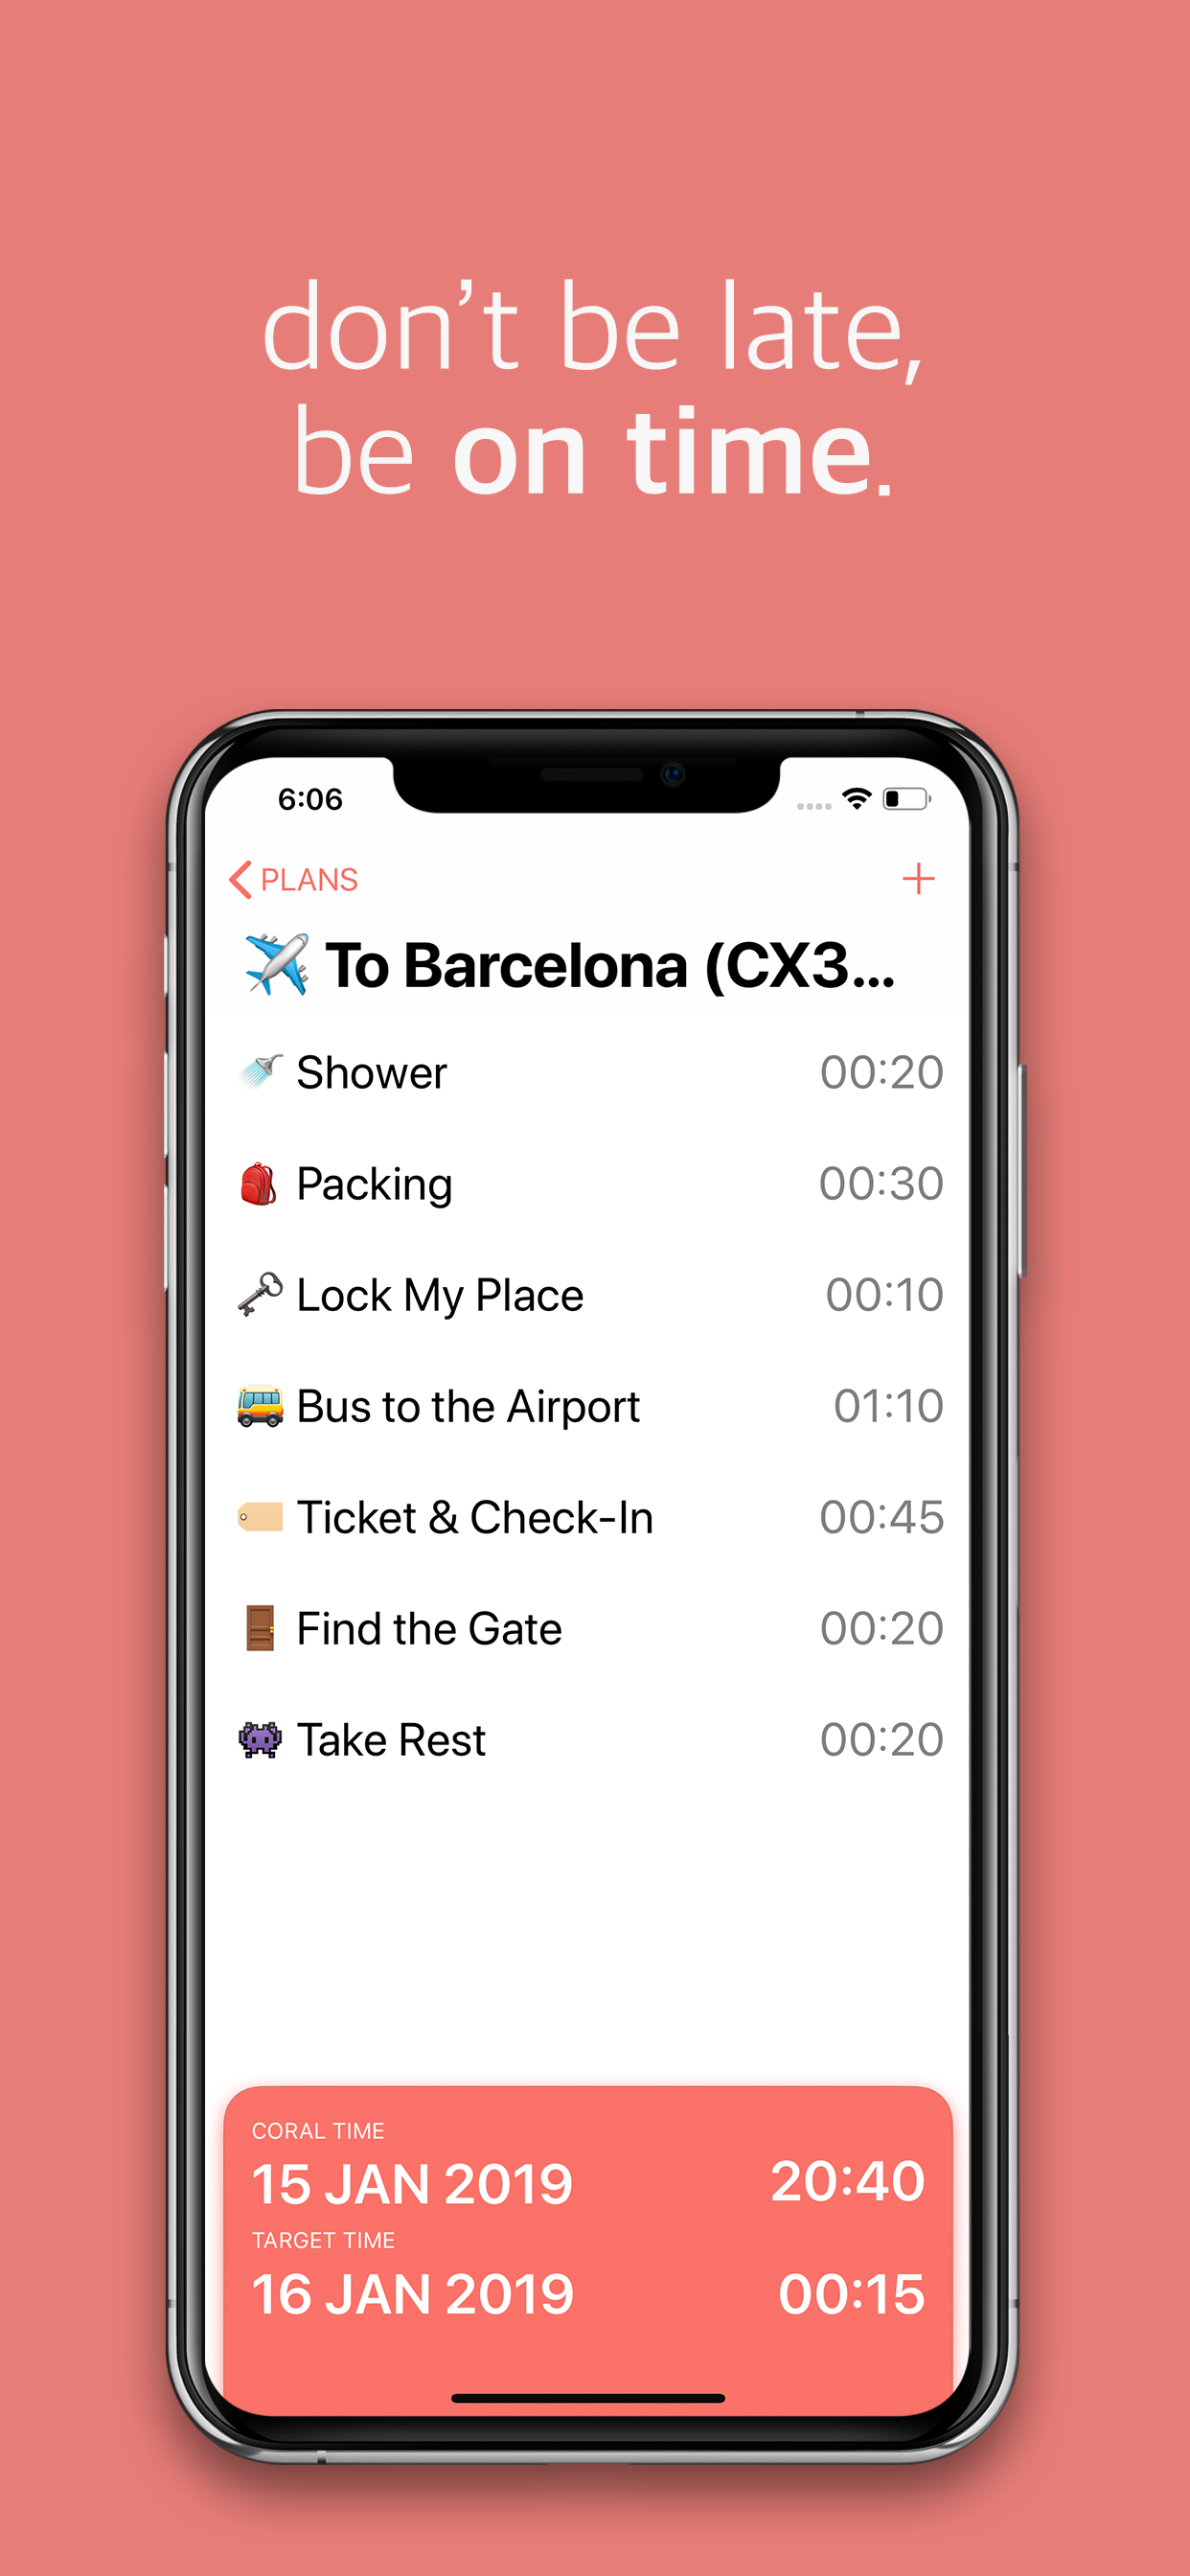 don’t be late,
be on time.
6:06
PLANS
To Barcelona (CX3...
Shower 00:20
Packing 00:30
Lock My Place 00:10
Bus to the Airport 01:10
Ticket & Check-In 00:45
Find the Gate 00:20
Take Rest 00:20
CORAL TIME
15 JAN 2019 20:40
TARGET TIME
16 JAN 2019 00:15